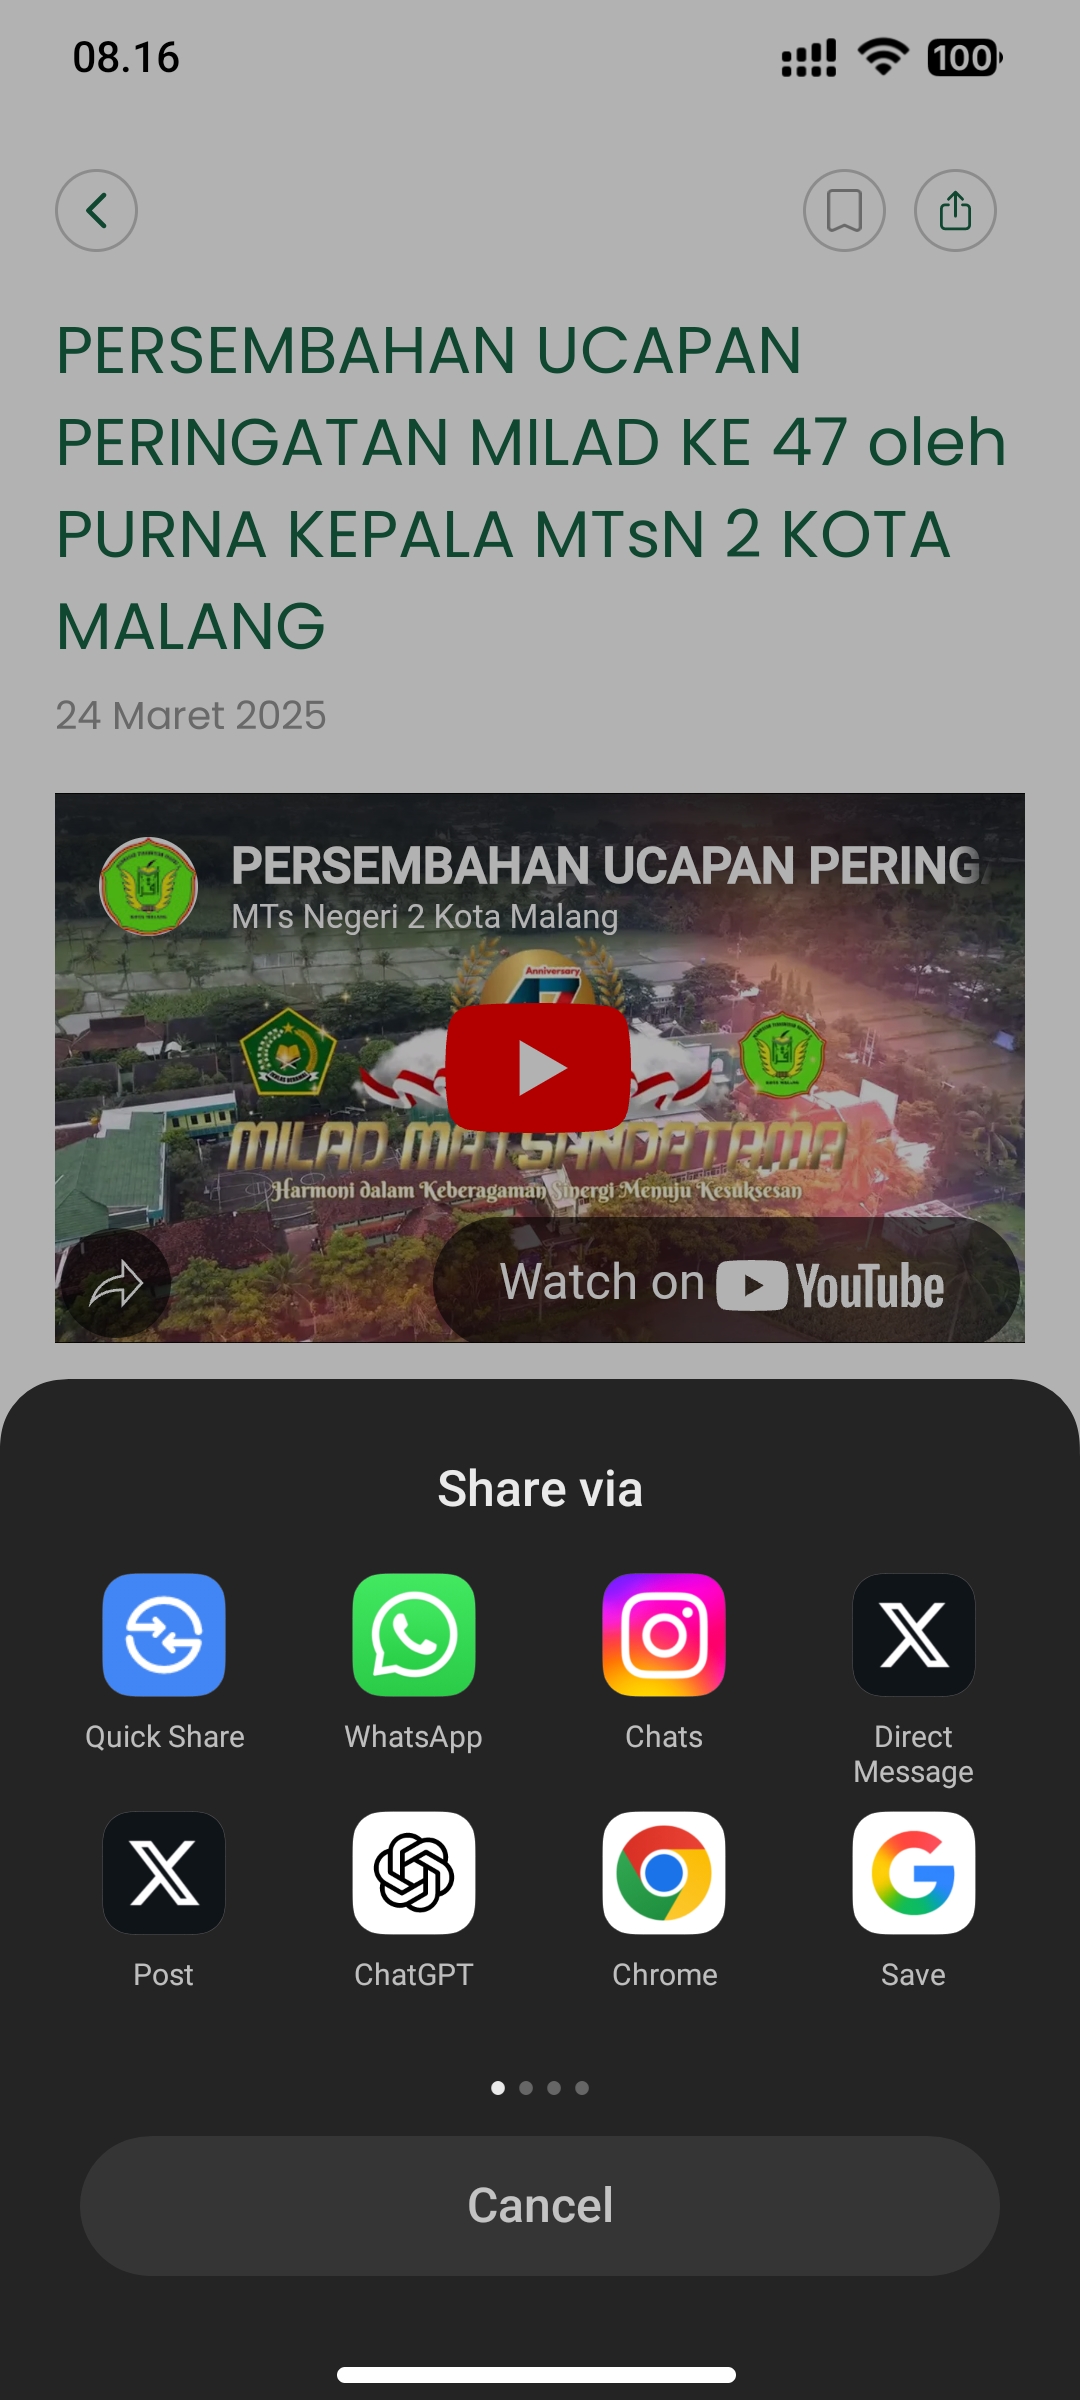 08.16
100
PERSEMBAHAN UCAPAN
PERINGATAN MILAD KE 47 oleh
PURNA KEPALA MTsN 2 KOTA
MALANG
24 Maret 2025
PERSEMBAHAN UCAPAN PERING
MTs Negeri 2 Kota Malang
Anniversary
47
MILAD MATSANDATAMA
Harmoni dalam Keberagaman Sinergi Menuju Kesuksesan
Watch on YouTube
Share via
Quick Share
WhatsApp
Chats
Direct
Message
Post
ChatGPT
Chrome
Save
Cancel